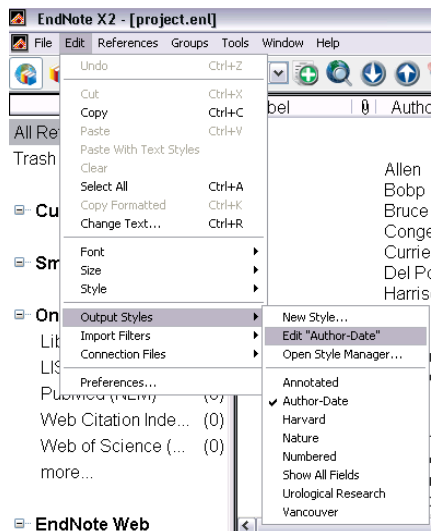 EndNote X2 - [project.enl]
File Edit References Groups Tools Window Help
Undo Ctrl+Z
Cut Ctrl+X
Copy Ctrl+C
Paste Ctrl+V
Paste With Text Styles
Clear
Select All Ctrl+A
Copy Formatted Ctrl+K
Change Text... Ctrl+R
Font
Size
Style
Output Styles
Import Filters
Connection Files
Preferences...
New Style...
Edit "Author-Date"
Open Style Manager...
Annotated
Author-Date
Harvard
Nature
Numbered
Show All Fields
Urological Research
Vancouver
bel Autho
All Re
Trash
Cu
Sm
On
Lib
LIS
PubMed (NLM) (0)
Web Citation Inde... (0)
Web of Science (... (0)
more...
EndNote Web
Allen
Bobp
Bruce
Conge
Currie
Del Po
Harris